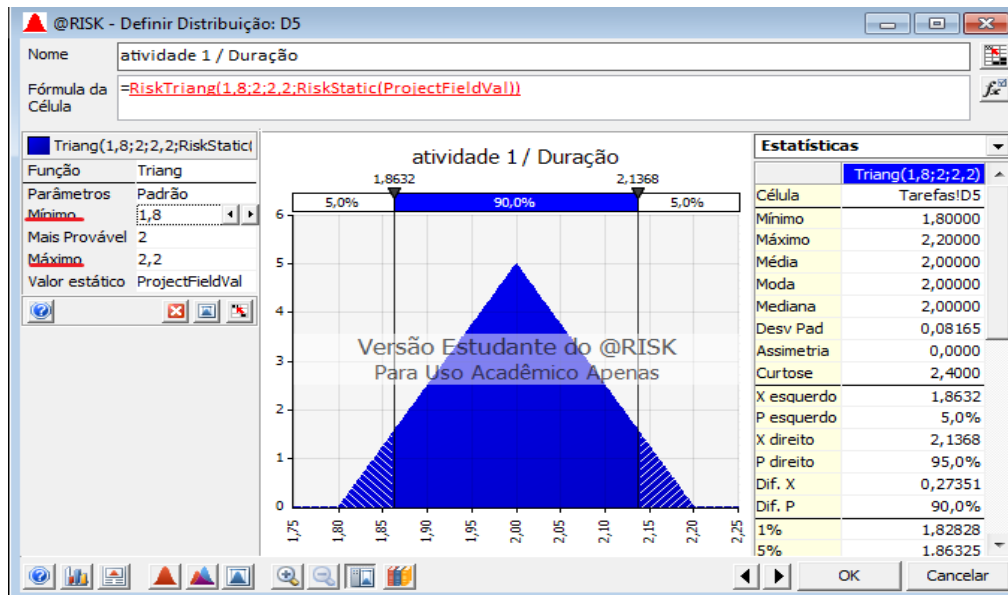 @RISK - Definir Distribuição: D5
Nome
atividade 1 / Duração
Fórmula da Célula
=RiskTriang(1,8;2;2,2;RiskStatic(ProjectFieldVal))
Triang(1,8;2;2,2;RiskStatic(
Função Triang
Parâmetros Padrão
Mínimo 1,8
Mais Provável 2
Máximo 2,2
Valor estático ProjectFieldVal
atividade 1 / Duração
1,8632 2,1368
5,0% 90,0% 5,0%
6
5
4
3
2
1
0
Versão Estudante do @RISK
Para Uso Acadêmico Apenas
1,75 1,80 1,85 1,90 1,95 2,00 2,05 2,10 2,15 2,20 2,25
Estatísticas
Triang(1,8;2;2,2)
Célula Tarefas!D5
Mínimo 1,80000
Máximo 2,20000
Média 2,00000
Moda 2,00000
Mediana 2,00000
Desv Pad 0,08165
Assimetria 0,0000
Curtose 2,4000
X esquerdo 1,8632
P esquerdo 5,0%
X direito 2,1368
P direito 95,0%
Dif. X 0,27351
Dif. P 90,0%
1% 1,82828
5% 1,86325
OK Cancelar